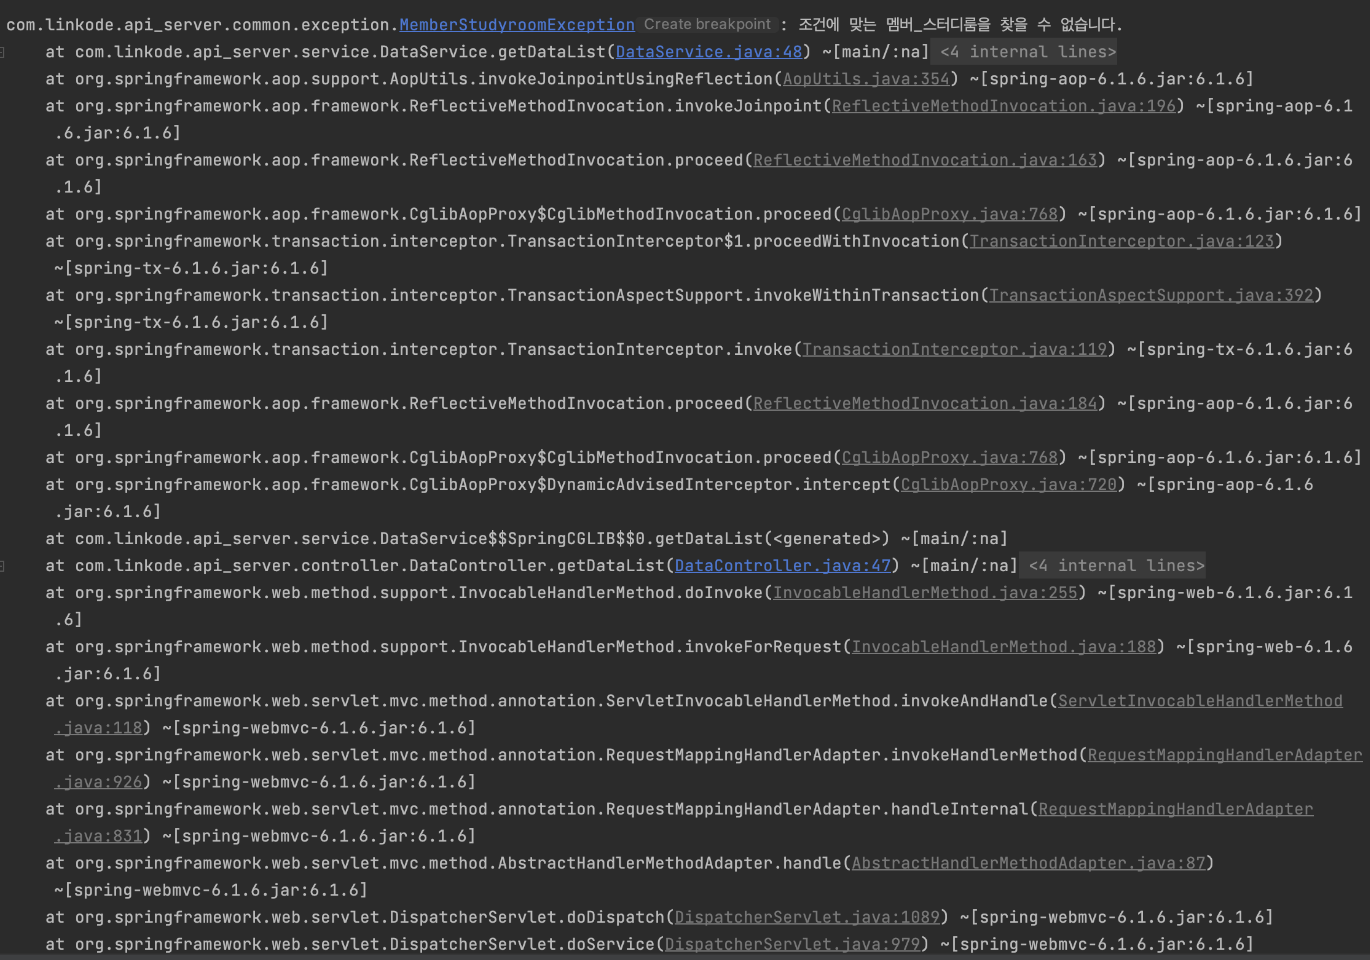 com.linkode.api_server.common.exception.MemberStudyroomException Create breakpoint : 조건에 맞는 멤버_스터디룸을 찾을 수 없습니다.
at com.linkode.api_server.service.DataService.getDataList(DataService.java:48) ~[main/:na] <4 internal lines>
at org.springframework.aop.support.AopUtils.invokeJoinpointUsingReflection(AopUtils.java:354) ~[spring-aop-6.1.6.jar:6.1.6]
at org.springframework.aop.framework.ReflectiveMethodInvocation.invokeJoinpoint(ReflectiveMethodInvocation.java:196) ~[spring-aop-6.1
.6.jar:6.1.6]
at org.springframework.aop.framework.ReflectiveMethodInvocation.proceed(ReflectiveMethodInvocation.java:163) ~[spring-aop-6.1.6.jar:6
.1.6]
at org.springframework.aop.framework.CglibAopProxy$CglibMethodInvocation.proceed(CglibAopProxy.java:768) ~[spring-aop-6.1.6.jar:6.1.6]
at org.springframework.transaction.interceptor.TransactionInterceptor$1.proceedWithInvocation(TransactionInterceptor.java:123)
~[spring-tx-6.1.6.jar:6.1.6]
at org.springframework.transaction.interceptor.TransactionAspectSupport.invokeWithinTransaction(TransactionAspectSupport.java:392)
~[spring-tx-6.1.6.jar:6.1.6]
at org.springframework.transaction.interceptor.TransactionInterceptor.invoke(TransactionInterceptor.java:119) ~[spring-tx-6.1.6.jar:6
.1.6]
at org.springframework.aop.framework.ReflectiveMethodInvocation.proceed(ReflectiveMethodInvocation.java:184) ~[spring-aop-6.1.6.jar:6
.1.6]
at org.springframework.aop.framework.CglibAopProxy$CglibMethodInvocation.proceed(CglibAopProxy.java:768) ~[spring-aop-6.1.6.jar:6.1.6]
at org.springframework.aop.framework.CglibAopProxy$DynamicAdvisedInterceptor.intercept(CglibAopProxy.java:720) ~[spring-aop-6.1.6
.jar:6.1.6]
at com.linkode.api_server.service.DataService$$SpringCGLIB$$0.getDataList(<generated>) ~[main/:na]
at com.linkode.api_server.controller.DataController.getDataList(DataController.java:47) ~[main/:na] <4 internal lines>
at org.springframework.web.method.support.InvocableHandlerMethod.doInvoke(InvocableHandlerMethod.java:255) ~[spring-web-6.1.6.jar:6.1
.6]
at org.springframework.web.method.support.InvocableHandlerMethod.invokeForRequest(InvocableHandlerMethod.java:188) ~[spring-web-6.1.6
.jar:6.1.6]
at org.springframework.web.servlet.mvc.method.annotation.ServletInvocableHandlerMethod.invokeAndHandle(ServletInvocableHandlerMethod
.java:118) ~[spring-webmvc-6.1.6.jar:6.1.6]
at org.springframework.web.servlet.mvc.method.annotation.RequestMappingHandlerAdapter.invokeHandlerMethod(RequestMappingHandlerAdapter
.java:926) ~[spring-webmvc-6.1.6.jar:6.1.6]
at org.springframework.web.servlet.mvc.method.annotation.RequestMappingHandlerAdapter.handleInternal(RequestMappingHandlerAdapter
.java:831) ~[spring-webmvc-6.1.6.jar:6.1.6]
at org.springframework.web.servlet.mvc.method.AbstractHandlerMethodAdapter.handle(AbstractHandlerMethodAdapter.java:87)
~[spring-webmvc-6.1.6.jar:6.1.6]
at org.springframework.web.servlet.DispatcherServlet.doDispatch(DispatcherServlet.java:1089) ~[spring-webmvc-6.1.6.jar:6.1.6]
at org.springframework.web.servlet.DispatcherServlet.doService(DispatcherServlet.java:979) ~[spring-webmvc-6.1.6.jar:6.1.6]